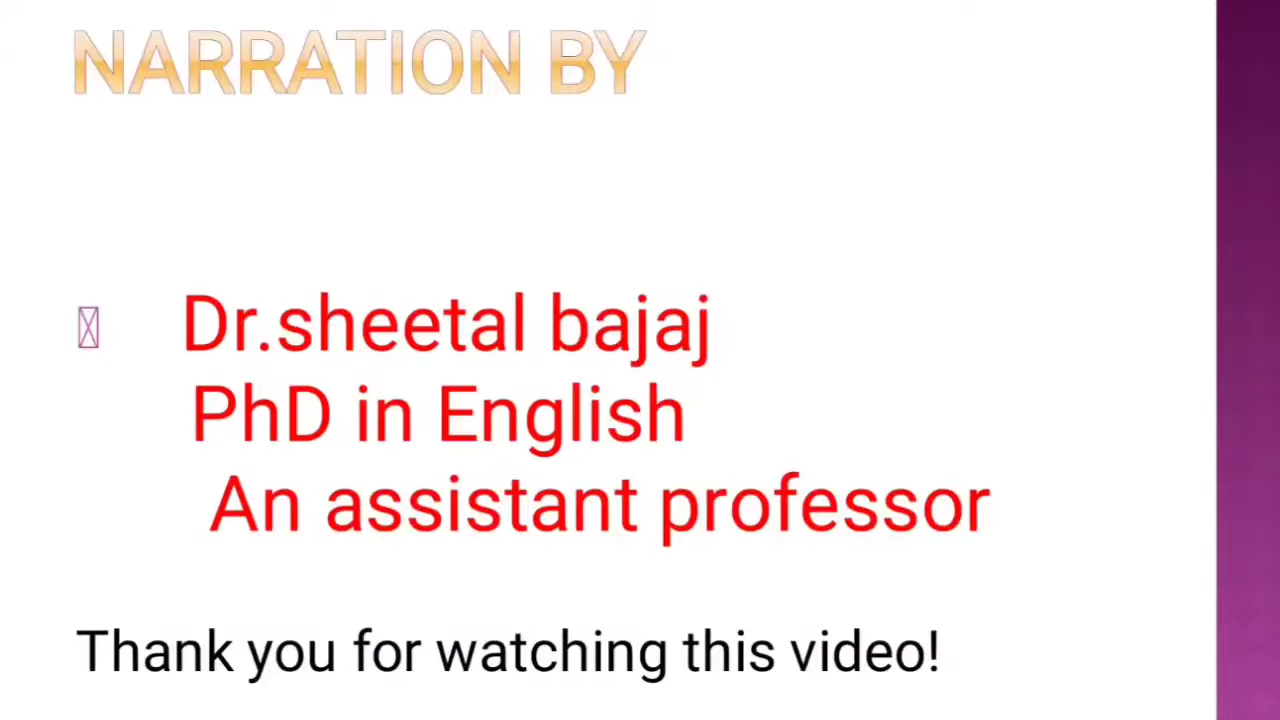 NARRATION BY
Dr.sheetal bajaj
PhD in English
An assistant professor
Thank you for watching this video!